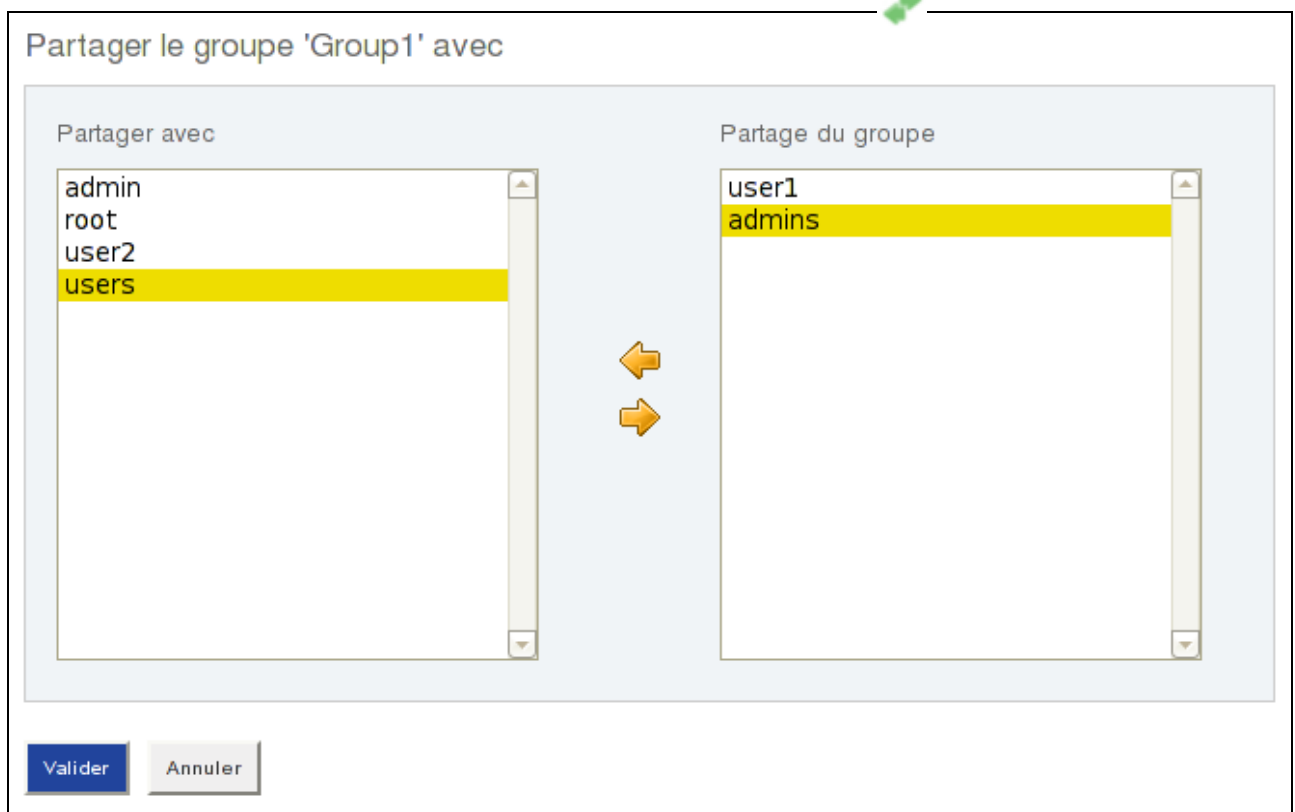 Partager le groupe 'Group1' avec
Partager avec
admin
root
user2
users
Partage du groupe
user1
admins
Valider
Annuler